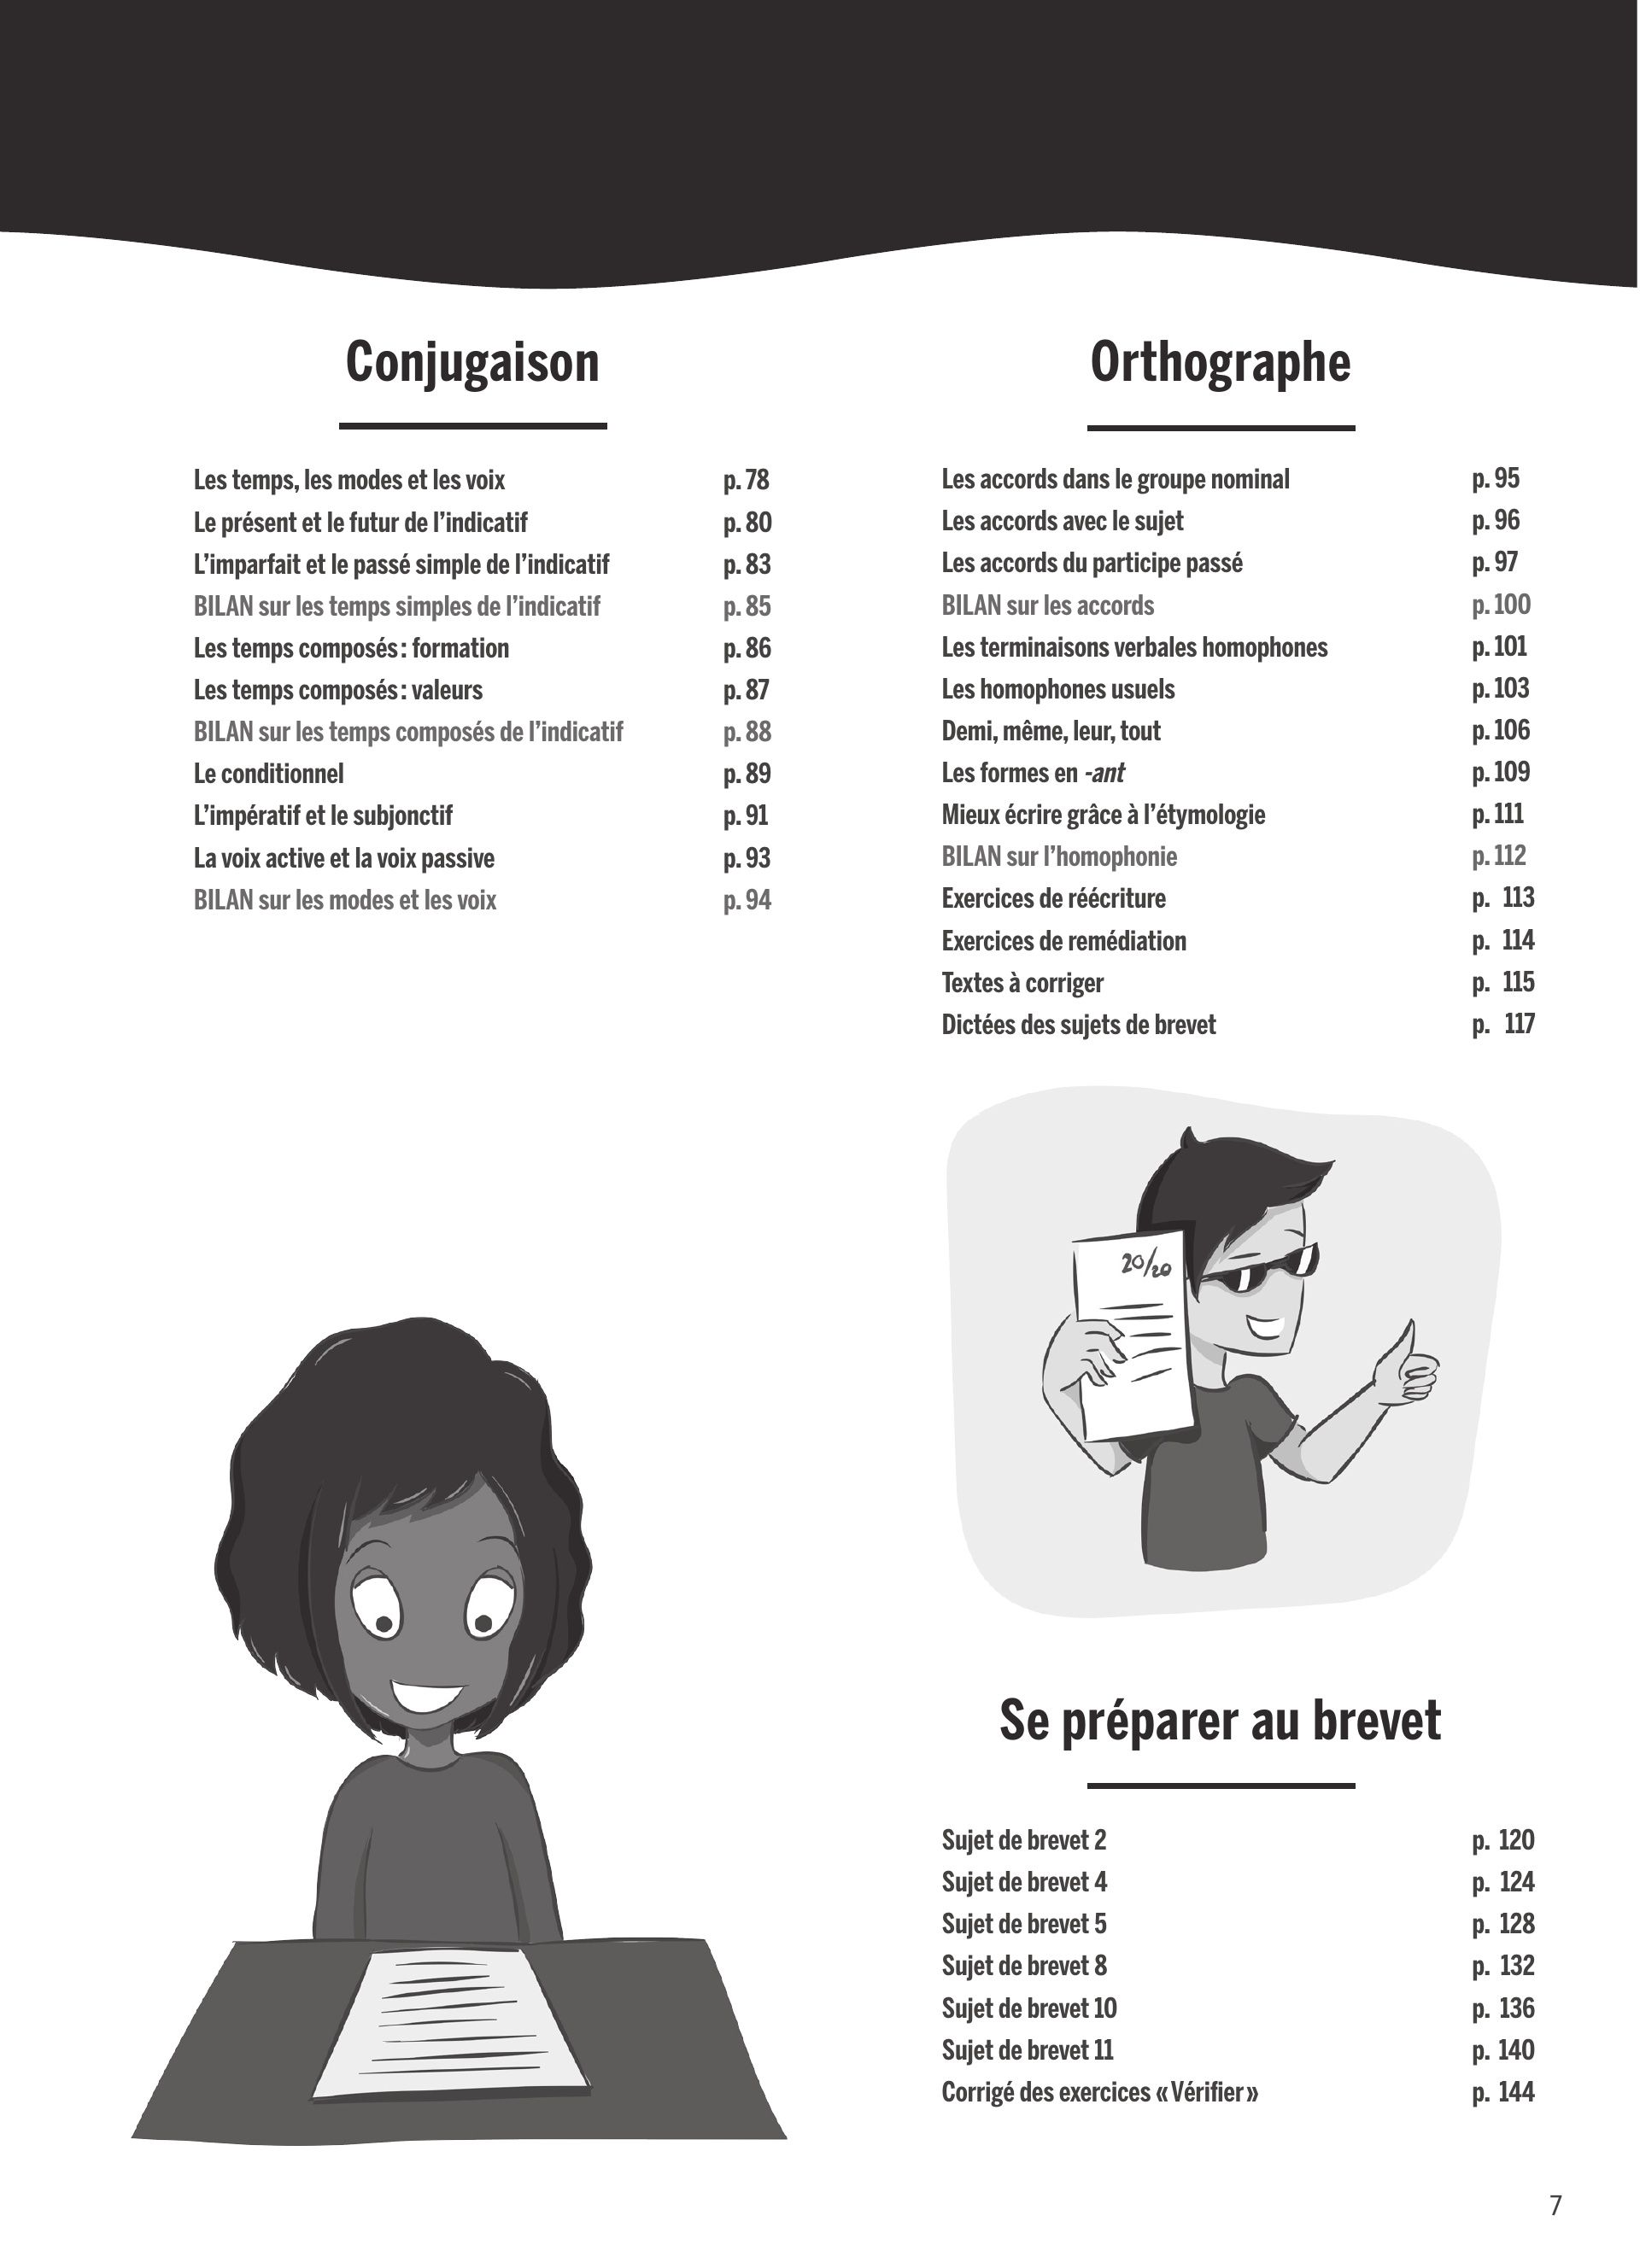 Conjugaison
Les temps, les modes et les voix p. 78
Le présent et le futur de l’indicatif p. 80
L’imparfait et le passé simple de l’indicatif p. 83
BILAN sur les temps simples de l’indicatif p. 85
Les temps composés : formation p. 86
Les temps composés : valeurs p. 87
BILAN sur les temps composés de l’indicatif p. 88
Le conditionnel p. 89
L’impératif et le subjonctif p. 91
La voix active et la voix passive p. 93
BILAN sur les modes et les voix p. 94
Orthographe
Les accords dans le groupe nominal p. 95
Les accords avec le sujet p. 96
Les accords du participe passé p. 97
BILAN sur les accords p. 100
Les terminaisons verbales homophones p. 101
Les homophones usuels p. 103
Demi, même, leur, tout p. 106
Les formes en -ant p. 109
Mieux écrire grâce à l’étymologie p. 111
BILAN sur l’homophonie p. 112
Exercices de réécriture p. 113
Exercices de remédiation p. 114
Textes à corriger p. 115
Dictées des sujets de brevet p. 117
20/20
Se préparer au brevet
Sujet de brevet 2 p. 120
Sujet de brevet 4 p. 124
Sujet de brevet 5 p. 128
Sujet de brevet 8 p. 132
Sujet de brevet 10 p. 136
Sujet de brevet 11 p. 140
Corrigé des exercices « Vérifier » p. 144
7